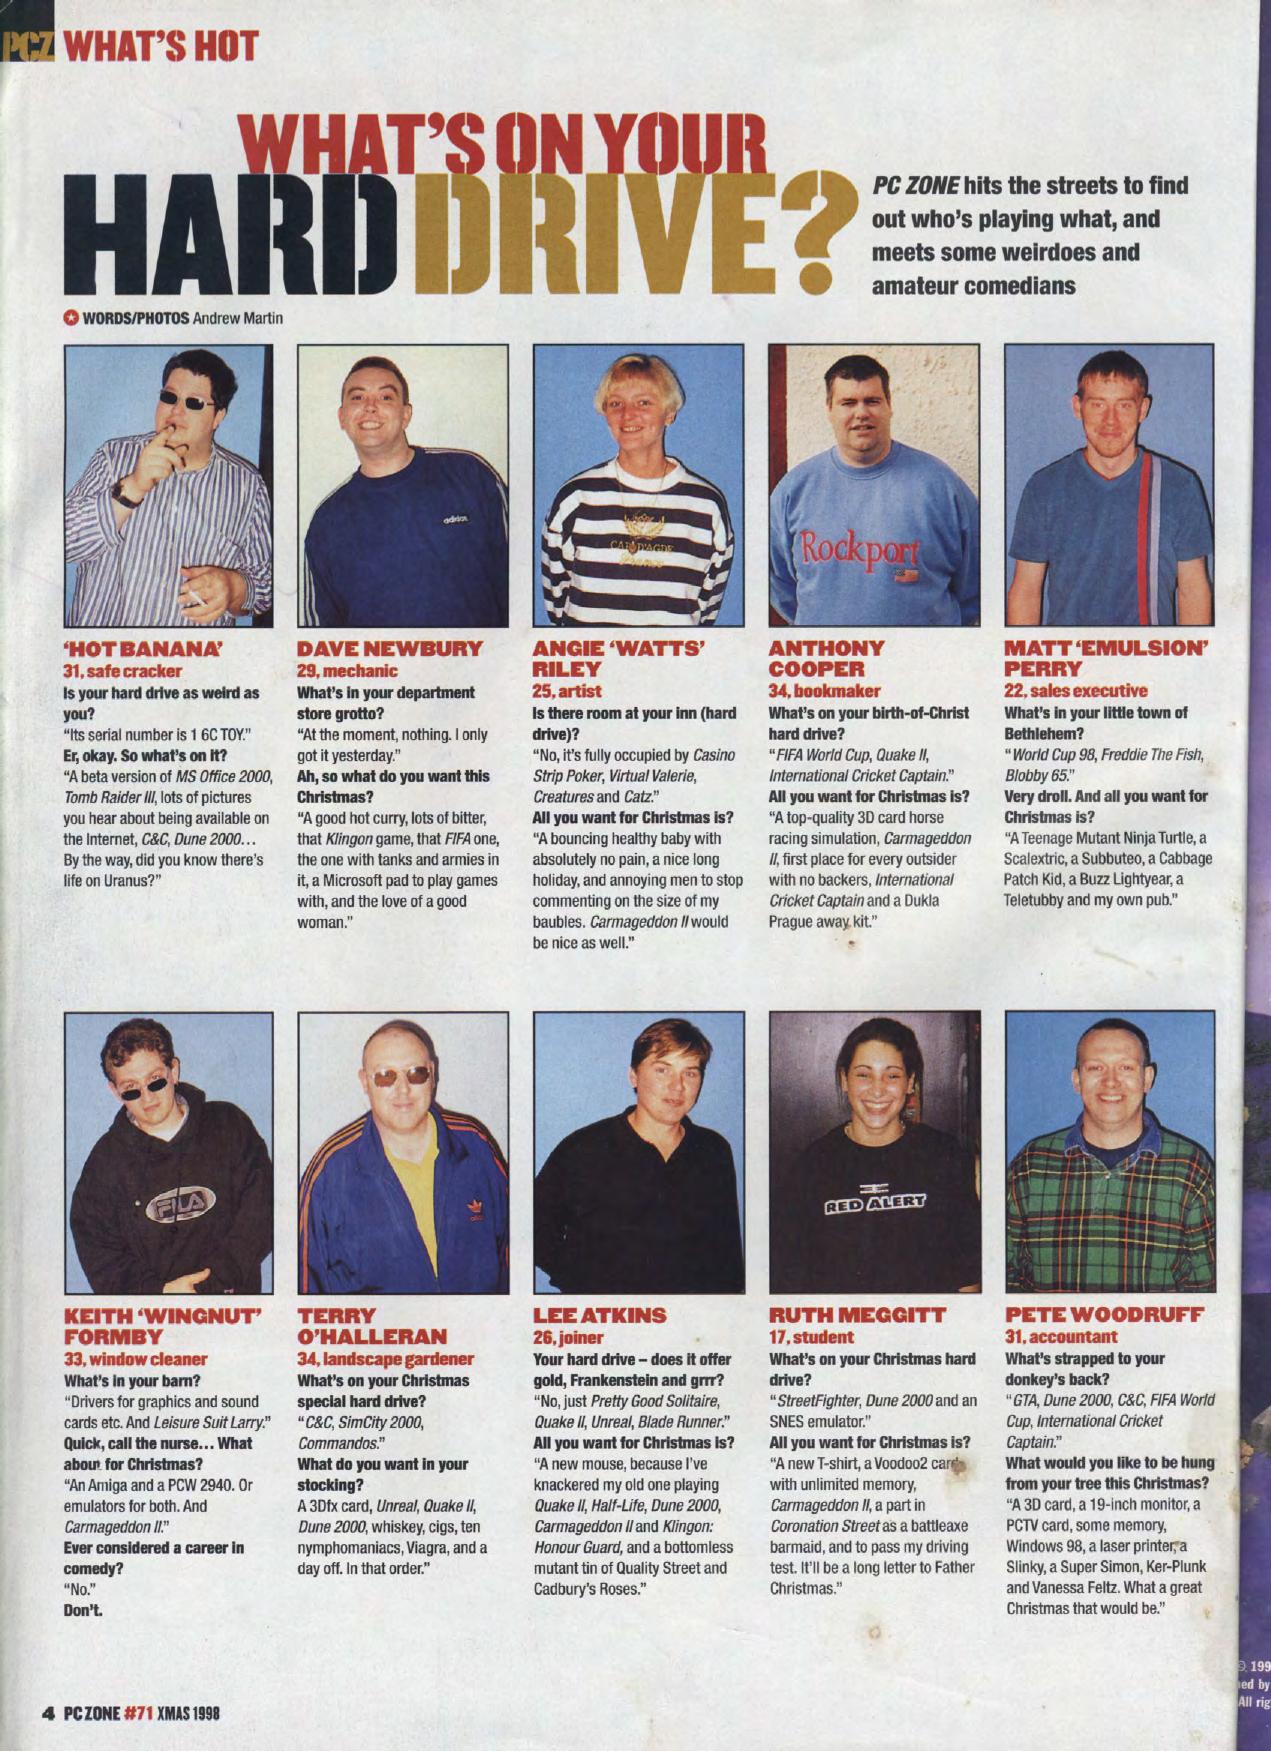 PCZ WHAT'S HOT
WHAT'S ON YOUR
HARD DRIVE?
PC ZONE hits the streets to find
out who's playing what, and
meets some weirdoes and
amateur comedians
WORDS/PHOTOS Andrew Martin
adidas
CAP D'AGDE
Rockport
'HOT BANANA'
31, safe cracker
Is your hard drive as weird as
you?
"Its serial number is 1 6C TOY."
Er, okay. So what's on it?
"A beta version of MS Office 2000,
Tomb Raider III, lots of pictures
you hear about being available on
the Internet, C&C, Dune 2000...
By the way, did you know there's
life on Uranus?"
DAVE NEWBURY
29, mechanic
What's in your department
store grotto?
"At the moment, nothing. I only
got it yesterday."
Ah, so what do you want this
Christmas?
"A good hot curry, lots of bitter,
that Klingon game, that FIFA one,
the one with tanks and armies in
it, a Microsoft pad to play games
with, and the love of a good
woman."
ANGIE 'WATTS'
RILEY
25, artist
Is there room at your inn (hard
drive)?
"No, it's fully occupied by Casino
Strip Poker, Virtual Valerie,
Creatures and Catz."
All you want for Christmas is?
"A bouncing healthy baby with
absolutely no pain, a nice long
holiday, and annoying men to stop
commenting on the size of my
baubles. Carmageddon II would
be nice as well."
ANTHONY
COOPER
34, bookmaker
What's on your birth-of-Christ
hard drive?
"FIFA World Cup, Quake II,
International Cricket Captain."
All you want for Christmas is?
"A top-quality 3D card horse
racing simulation, Carmageddon
II, first place for every outsider
with no backers, International
Cricket Captain and a Dukla
Prague away kit."
MATT 'EMULSION'
PERRY
22, sales executive
What's in your little town of
Bethlehem?
"World Cup 98, Freddie The Fish,
Blobby 65."
Very droll. And all you want for
Christmas is?
"A Teenage Mutant Ninja Turtle, a
Scalextric, a Subbuteo, a Cabbage
Patch Kid, a Buzz Lightyear, a
Teletubby and my own pub."
FILA
RED ALERT
KEITH 'WINGNUT'
FORMBY
33, window cleaner
What's in your barn?
"Drivers for graphics and sound
cards etc. And Leisure Suit Larry."
Quick, call the nurse... What
about for Christmas?
"An Amiga and a PCW 2940. Or
emulators for both. And
Carmageddon II."
Ever considered a career in
comedy?
"No."
Don't.
TERRY
O'HALLERAN
34, landscape gardener
What's on your Christmas
special hard drive?
"C&C, SimCity 2000,
Commandos."
What do you want in your
stocking?
A 3Dfx card, Unreal, Quake II,
Dune 2000, whiskey, cigs, ten
nymphomaniacs, Viagra, and a
day off. In that order."
LEE ATKINS
26, joiner
Your hard drive – does it offer
gold, Frankenstein and grrr?
"No, just Pretty Good Solitaire,
Quake II, Unreal, Blade Runner."
All you want for Christmas is?
"A new mouse, because I've
knackered my old one playing
Quake II, Half-Life, Dune 2000,
Carmageddon II and Klingon:
Honour Guard, and a bottomless
mutant tin of Quality Street and
Cadbury's Roses."
RUTH MEGGITT
17, student
What's on your Christmas hard
drive?
"StreetFighter, Dune 2000 and an
SNES emulator."
All you want for Christmas is?
"A new T-shirt, a Voodoo2 card
with unlimited memory,
Carmageddon II, a part in
Coronation Street as a battleaxe
barmaid, and to pass my driving
test. It'll be a long letter to Father
Christmas."
PETE WOODRUFF
31, accountant
What's strapped to your
donkey's back?
"GTA, Dune 2000, C&C, FIFA World
Cup, International Cricket
Captain."
What would you like to be hung
from your tree this Christmas?
"A 3D card, a 19-inch monitor, a
PCTV card, some memory,
Windows 98, a laser printer, a
Slinky, a Super Simon, Ker-Plunk
and Vanessa Feltz. What a great
Christmas that would be."
4 PC ZONE #71 XMAS 1998
© 199
ed by
All rig